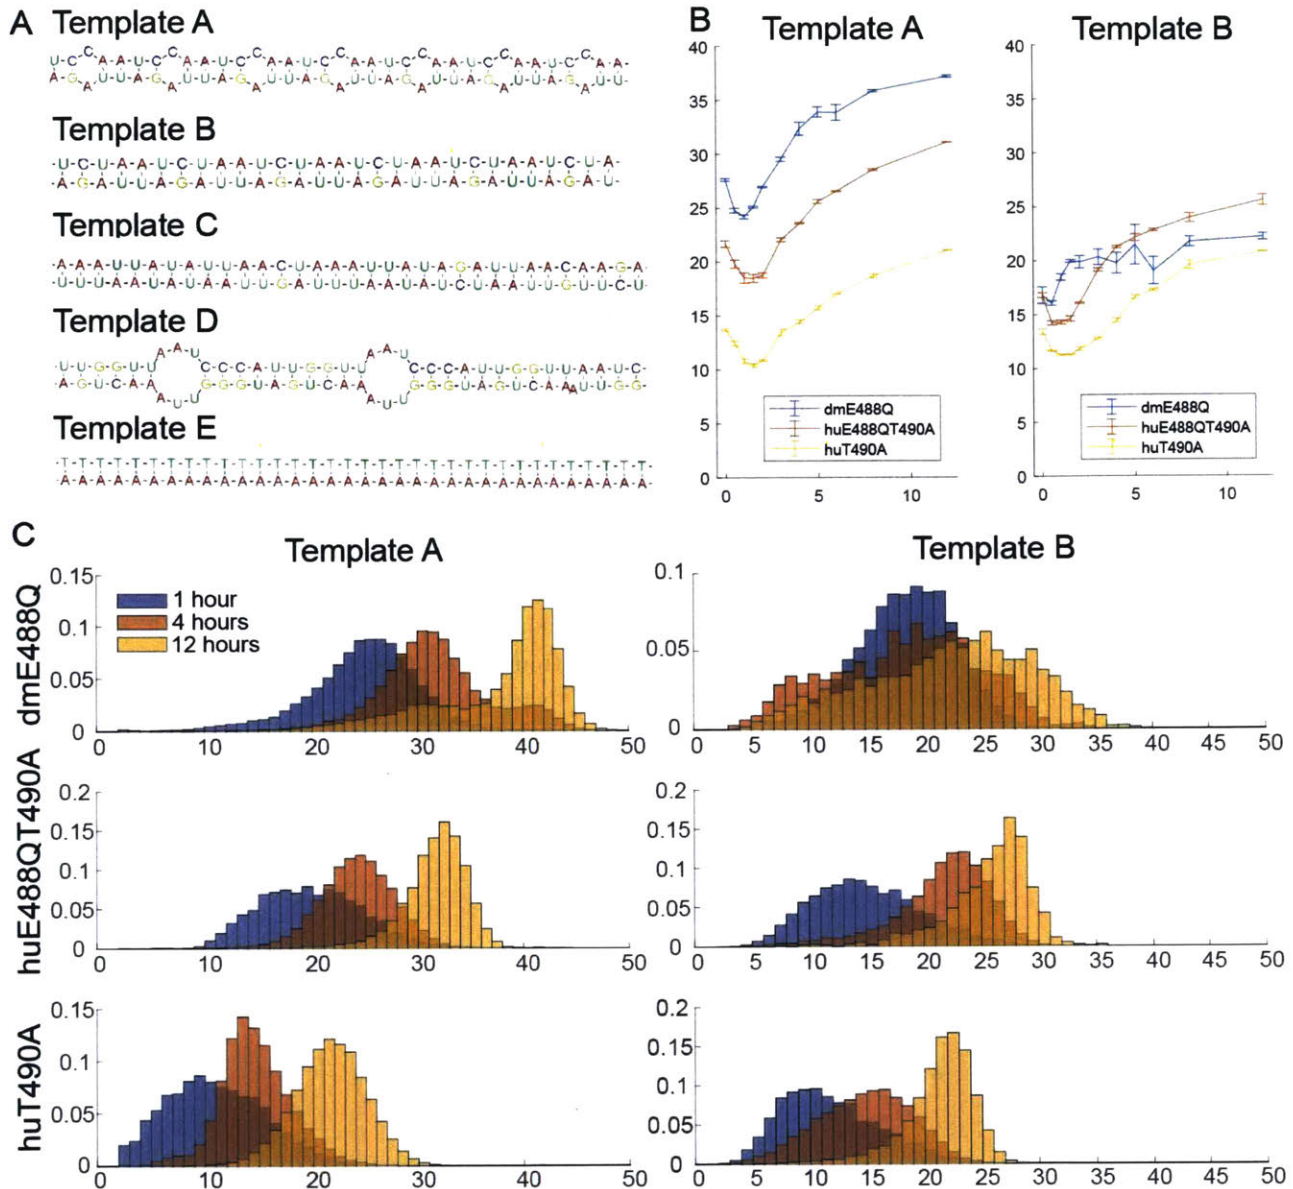 A
Template A
U-C C A-A-U-C C A-A-U-C C A-A-U-C C A-A-U-C C A-A-U-C C A-A-U-C C A-A-
Template B
-U-C-U-A-A-U-C-U-A-A-U-C-U-A-A-U-C-U-A-A-U-C-U-A-A-U-C-U-A-
-A-G-A-U-U-A-G-A-U-U-A-G-A-U-U-A-G-A-U-U-A-G-A-U-U-A-G-A-U-
Template C
-A-A-A-U-U-A-U-A-U-U-A-A-C-U-A-A-A-U-U-A-U-A-G-A-U-U-A-A-C-A-A-G-A-
-U-U-U-A-A-U-A-U-A-A-U-U-G-A-U-U-U-A-A-U-A-U-C-U-A-A-U-U-G-U-U-C-U-
Template D
-U-U-G-G-U-U A-A-U C-C-C-A-U-U-G-G-U-U A-A-U C-C-C-A-U-U-G-G-U-U-A-A-U-C-
-A-G-U-C-A-A A-U-U G-G-G-U-A-G-U-C-A-A A-U-U G-G-G-U-A-G-U-C-A-A U-U-G-G-
Template E
B
Template A
40
35
30
25
20
15
10
5
0
0 5 10
dmE488Q
huE488QT490A
huT490A
Template B
40
35
30
25
20
15
10
5
0
0 5 10
dmE488Q
huE488QT490A
huT490A
C
Template A
Template B
dmE488Q
0.15
0.1
0.05
0
0 10 20 30 40 50
1 hour
4 hours
12 hours
0.1
0.05
0
0 5 10 15 20 25 30 35 40 45 50
huE488QT490A
0.2
0.15
0.1
0.05
0
0 10 20 30 40 50
0.2
0.15
0.1
0.05
0
0 5 10 15 20 25 30 35 40 45 50
huT490A
0.15
0.1
0.05
0
0 10 20 30 40 50
0.2
0.15
0.1
0.05
0
0 5 10 15 20 25 30 35 40 45 50